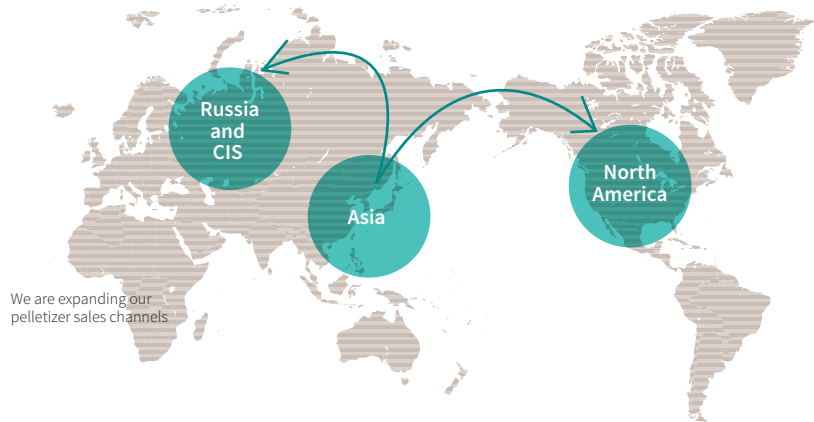 Russia
and
CIS
North
America
Asia
We are expanding our
pelletizer sales channels